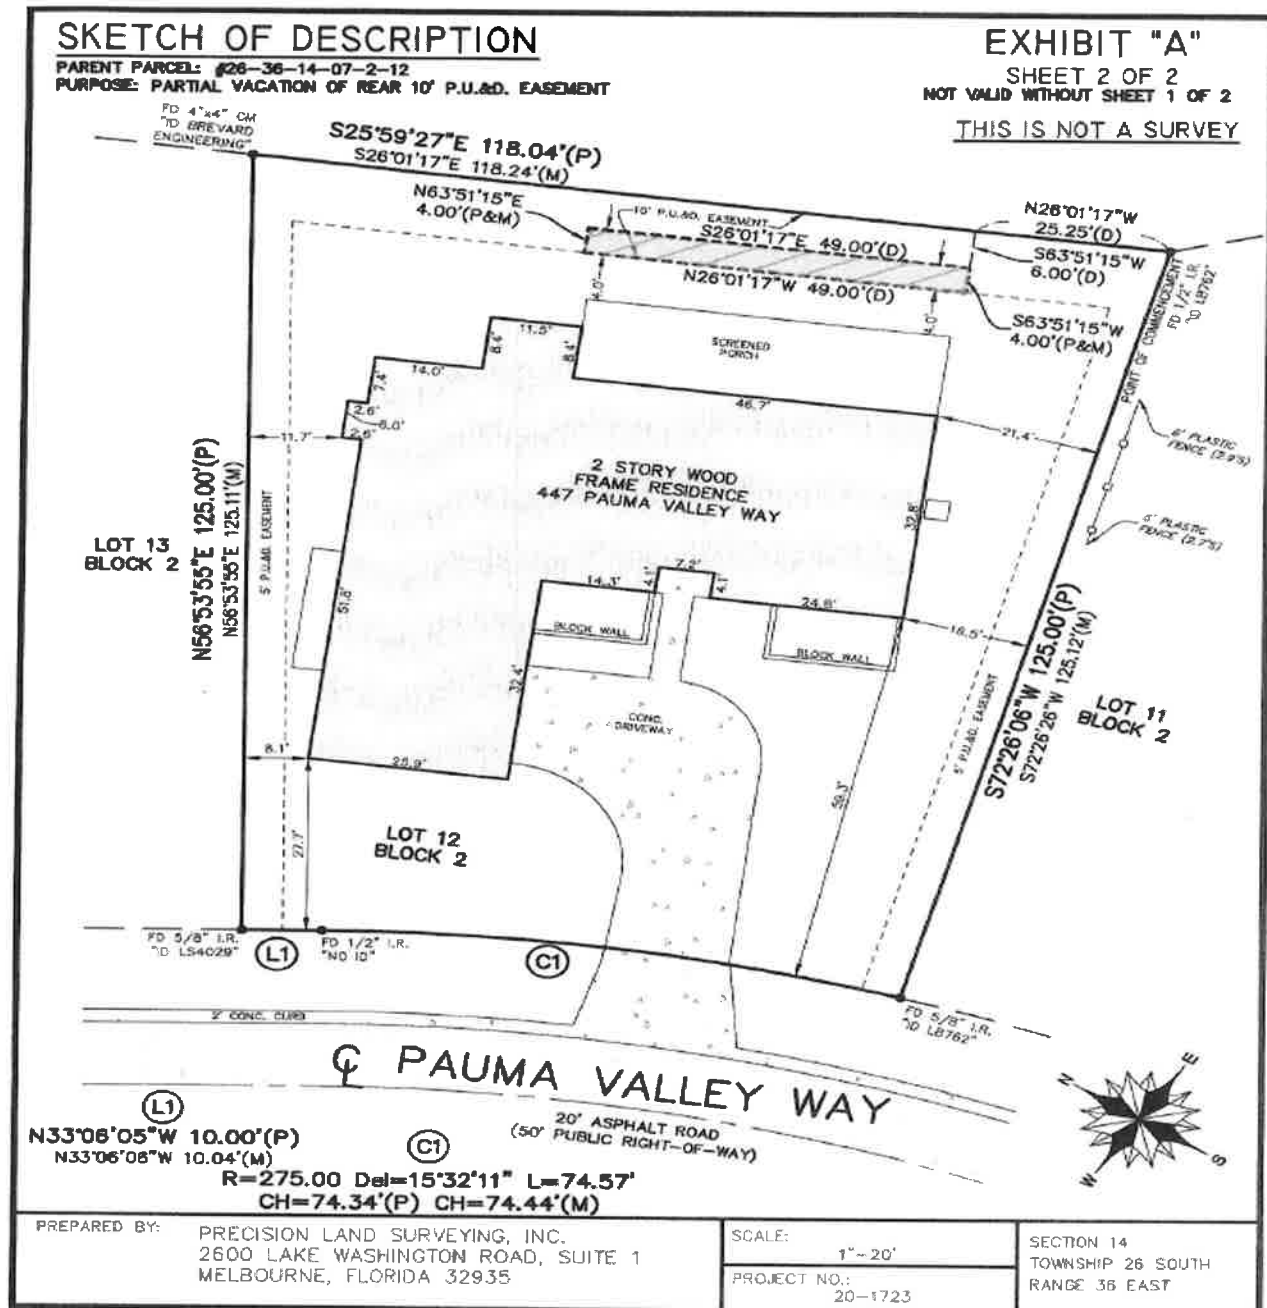 SKETCH OF DESCRIPTION
PARENT PARCEL: #26-36-14-07-2-12
PURPOSE: PARTIAL VACATION OF REAR 10' P.U.&D. EASEMENT
EXHIBIT "A"
SHEET 2 OF 2
NOT VALID WITHOUT SHEET 1 OF 2
THIS IS NOT A SURVEY
FD 4"x4" CM
"ID BREVARD
ENGINEERING"
S25°59'27"E 118.04'(P)
S26°01'17"E 118.24'(M)
N63°51'15"E
4.00'(P&M)
10' P.U.&D. EASEMENT
S26°01'17"E 49.00'(D)
N26°01'17"W 49.00'(D)
N26°01'17"W
25.25'(D)
S63°51'15"W
6.00'(D)
S63°51'15"W
4.00'(P&M)
POINT OF COMMENCEMENT
FD 1/2" I.R.
"ID LB762"
4.0'
4.0'
SCREENED
PORCH
11.5'
8.4'
8.4'
14.0'
7.4'
2.6'
6.0'
2.6'
11.7'
46.7'
21.4'
6' PLASTIC
FENCE (2.9'S)
6' PLASTIC
FENCE (2.7'S)
2 STORY WOOD
FRAME RESIDENCE
447 PAUMA VALLEY WAY
32.8'
LOT 13
BLOCK 2
N56°53'55"E 125.00'(P)
N56°53'55"E 125.11'(M)
5' P.U.&D. EASEMENT
51.8'
14.3'
4.1'
7.2'
4.1'
24.8'
16.5'
BLOCK WALL
BLOCK WALL
32.4'
CONC.
DRIVEWAY
S72°26'06"W 125.00'(P)
S72°26'26"W 125.12'(M)
5' P.U.&D. EASEMENT
LOT 11
BLOCK 2
8.1'
25.9'
59.3'
27.7'
LOT 12
BLOCK 2
FD 5/8" I.R.
"ID LS4029"
L1
FD 1/2" I.R.
"NO ID"
C1
FD 5/8" I.R.
"ID LB762"
2' CONC. CURB
CL PAUMA VALLEY WAY
20' ASPHALT ROAD
(50' PUBLIC RIGHT-OF-WAY)
N
E
S
W
L1
N33°06'05"W 10.00'(P)
N33°06'06"W 10.04'(M)
C1
R=275.00 Del=15°32'11" L=74.57'
CH=74.34'(P) CH=74.44'(M)
PREPARED BY:
PRECISION LAND SURVEYING, INC.
2600 LAKE WASHINGTON ROAD, SUITE 1
MELBOURNE, FLORIDA 32935
SCALE:
1"~20'
PROJECT NO.:
20-1723
SECTION 14
TOWNSHIP 26 SOUTH
RANGE 36 EAST